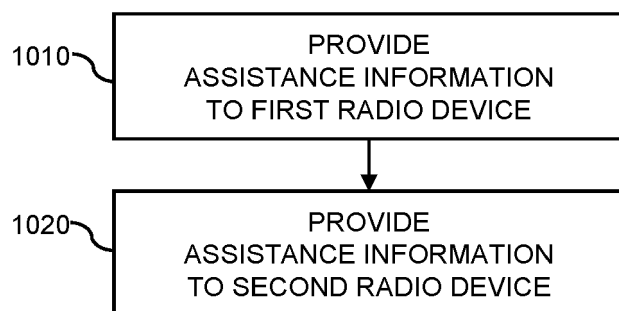 1010
PROVIDE
ASSISTANCE INFORMATION
TO FIRST RADIO DEVICE
1020
PROVIDE
ASSISTANCE INFORMATION
TO SECOND RADIO DEVICE